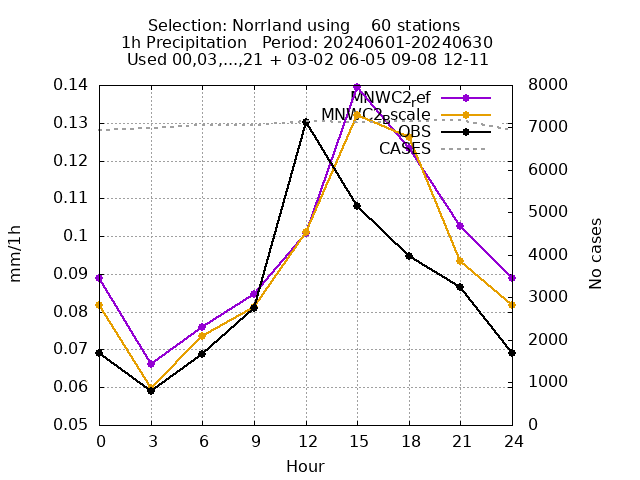 Selection: Norrland using    60 stations
1h Precipitation   Period: 20240601-20240630
Used 00,03,...,21 + 03-02 06-05 09-08 12-11
0.14
0.13
0.12
0.11
0.1
0.09
0.08
0.07
0.06
0.05
mm/1h
MNWC2_ref
MNWC2_Bscale
OBS
CASES
8000
7000
6000
5000
4000
3000
2000
1000
0
No cases
0 3 6 9 12 15 18 21 24
Hour